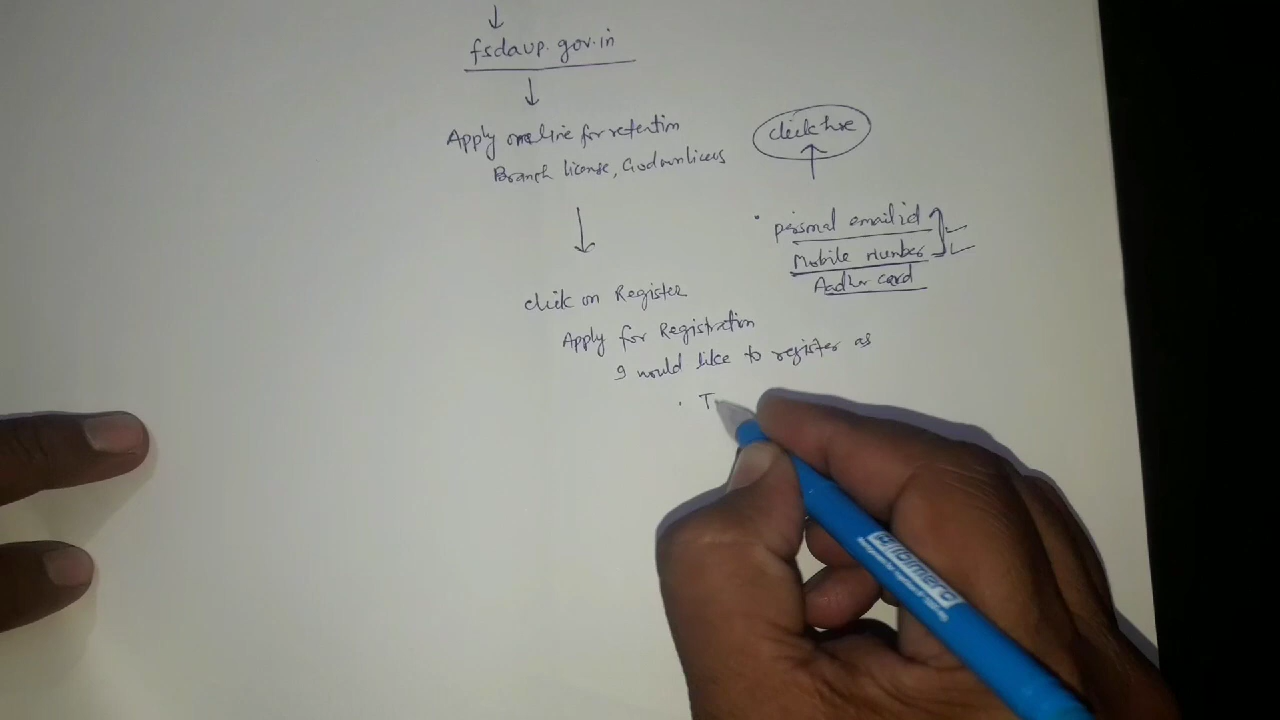 fsdaup.gov.in
Apply online for retention
Branch license, Godown licens
click on Register
Apply for Registration
I would like to register as
. T
click here
. personal email id
Mobile number
Aadhar card